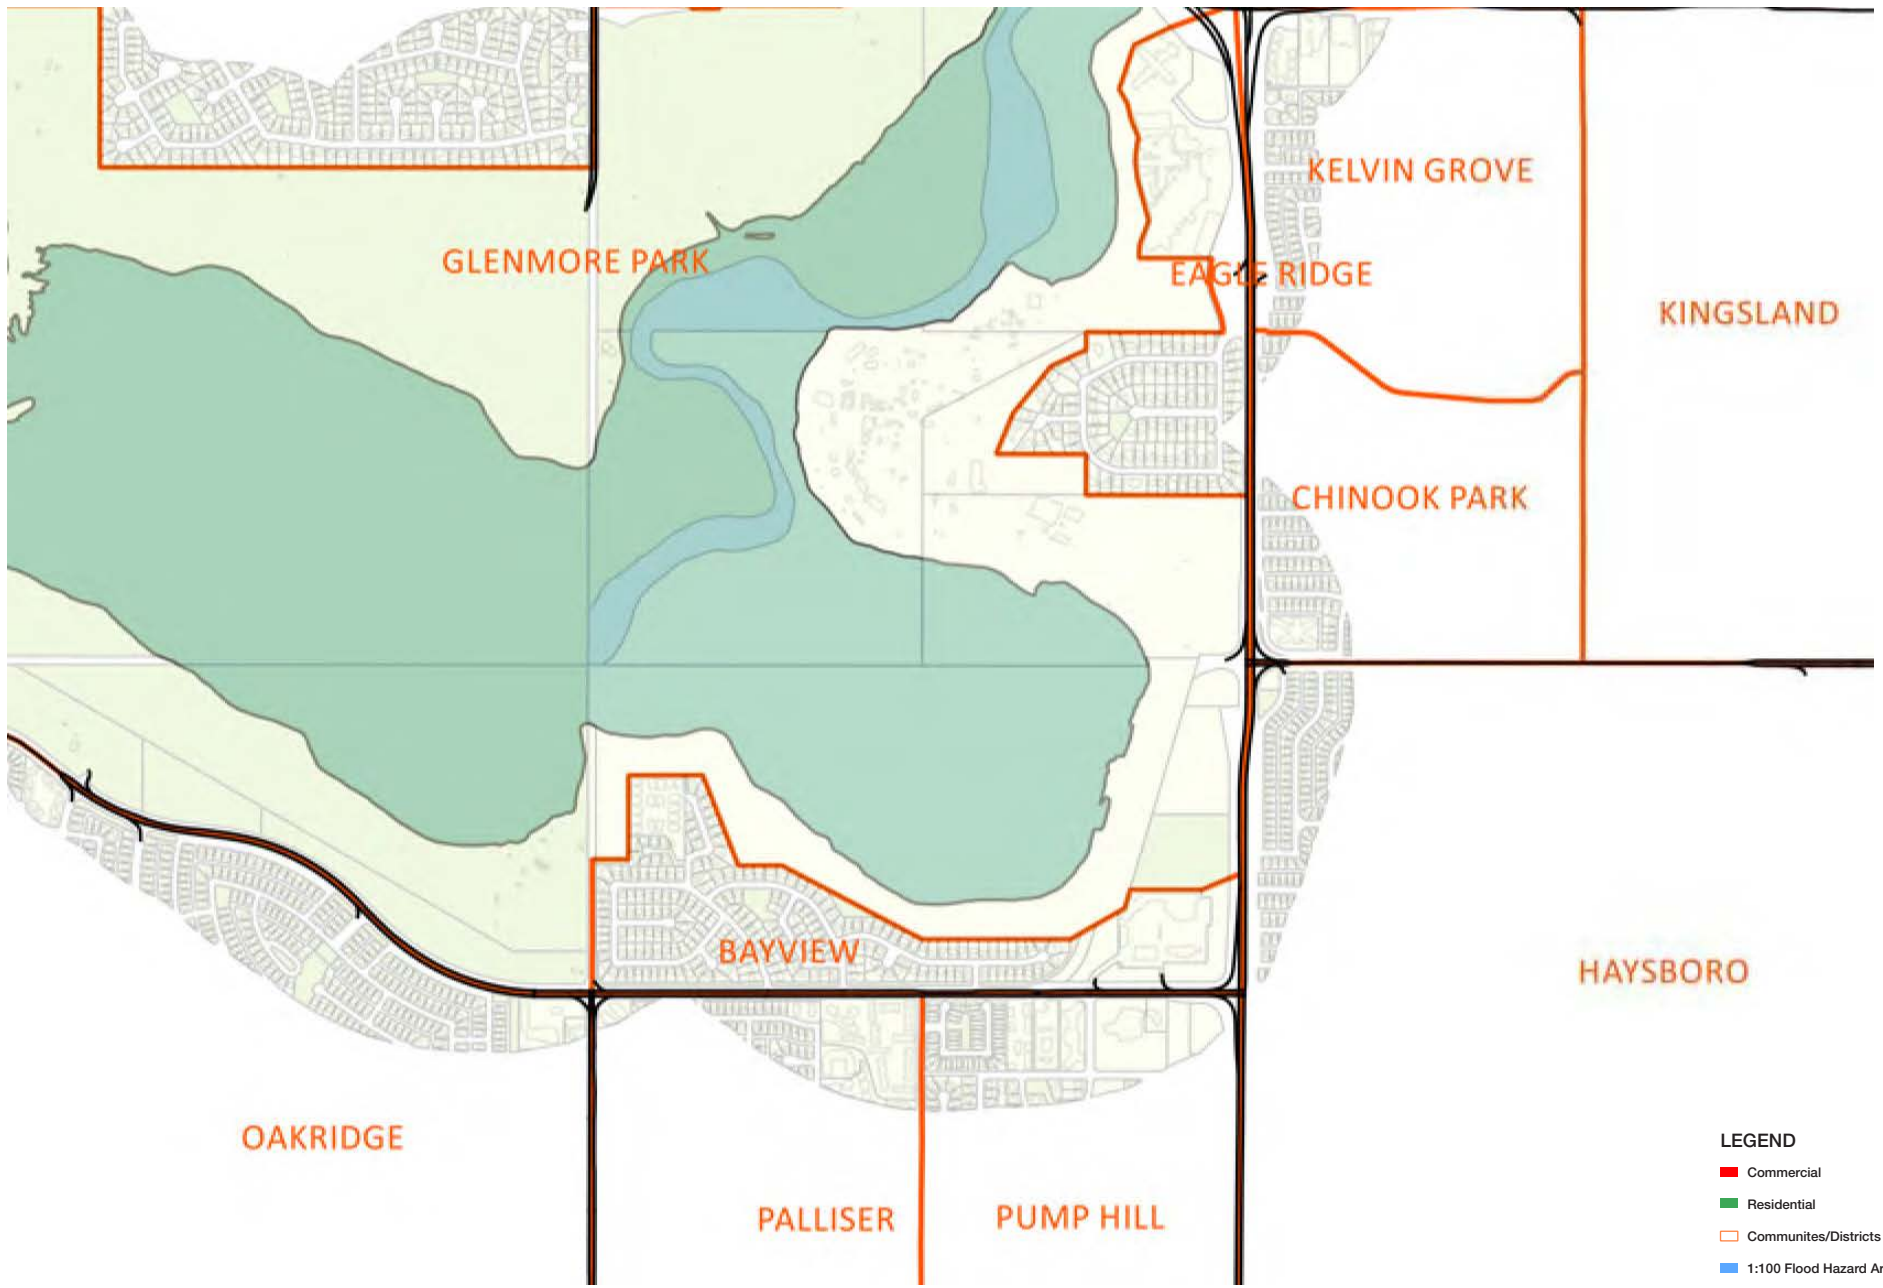 KELVIN GROVE
GLENMORE PARK
EAGLE RIDGE
KINGSLAND
CHINOOK PARK
BAYVIEW
HAYSBORO
OAKRIDGE
PALLISER
PUMP HILL
LEGEND
Commercial
Residential
Communites/Districts
1:100 Flood Hazard Ar